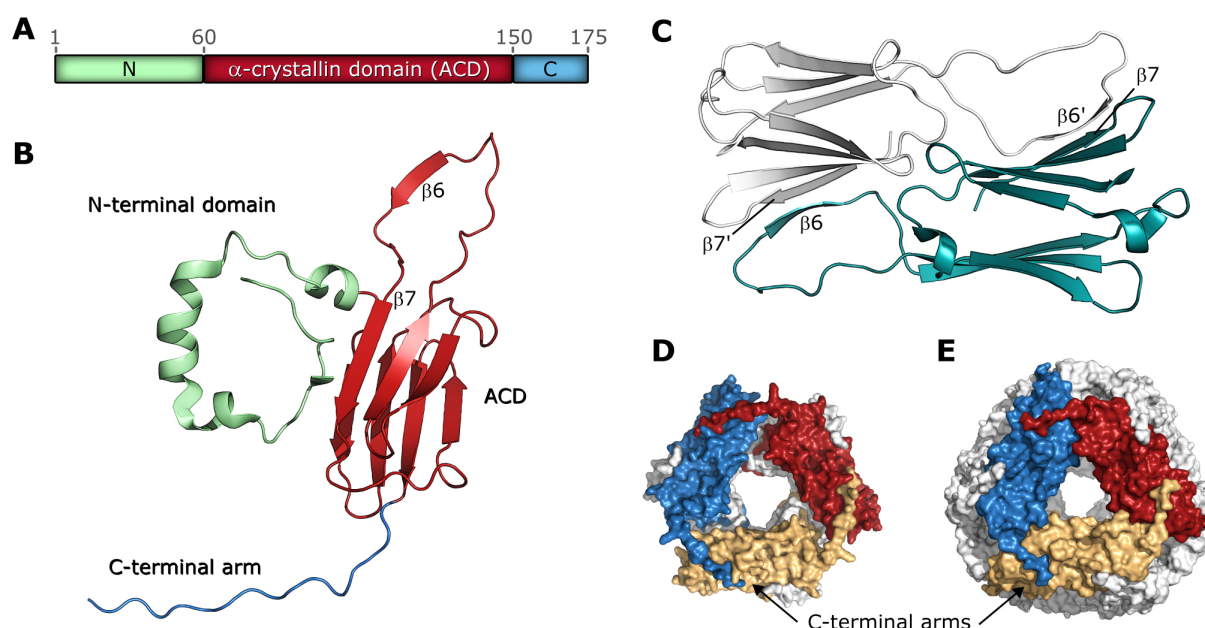 A
1 60 150 175
N α-crystallin domain (ACD) C
B
N-terminal domain
β6
β7
ACD
C-terminal arm
C
β7
β6'
β7'
β6
D
E
C-terminal arms